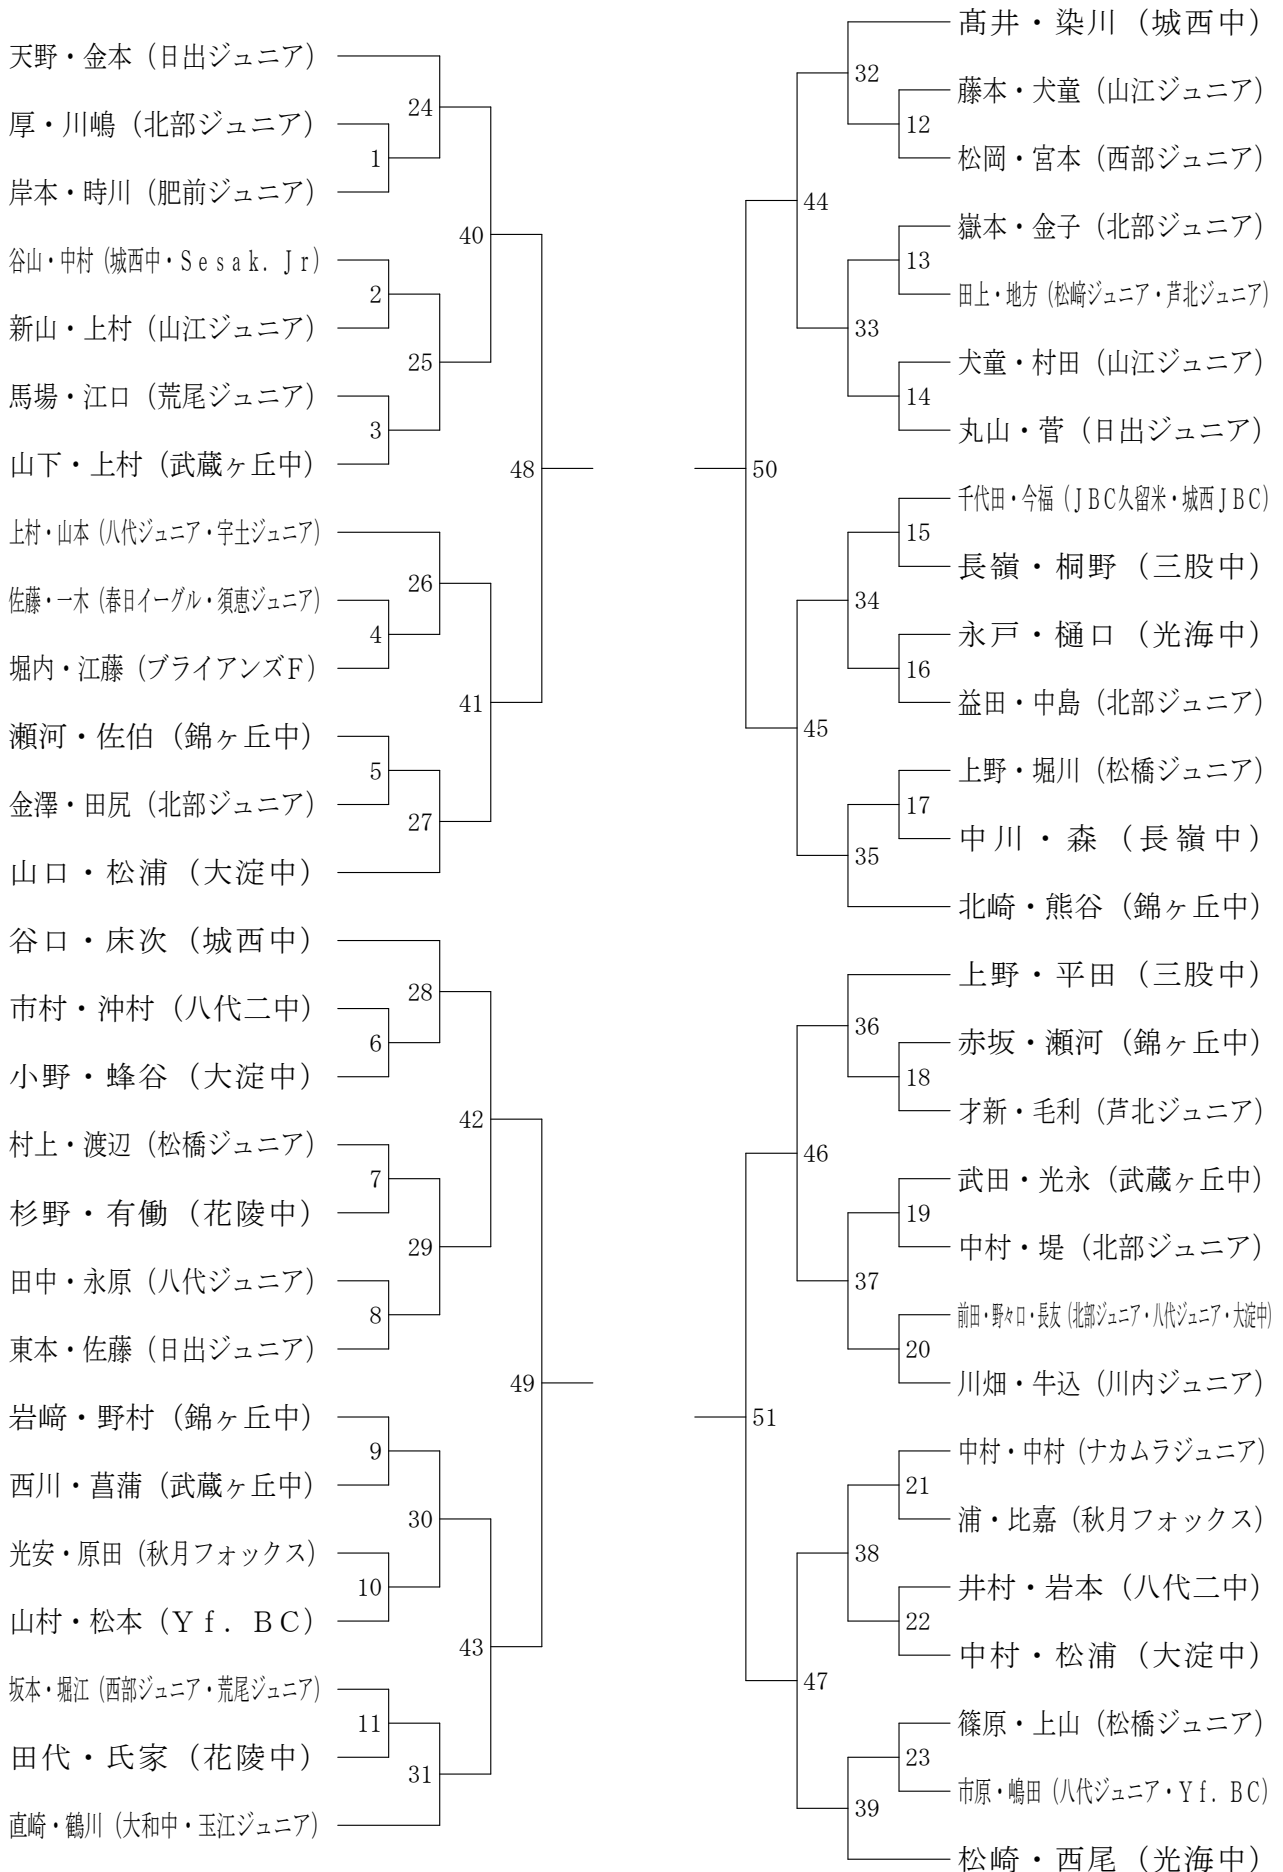 天野・金本（日出ジュニア）
厚・川嶋（北部ジュニア）
岸本・時川（肥前ジュニア）
谷山・中村（城西中・Ｓｅｓａｋ．Ｊｒ）
新山・上村（山江ジュニア）
馬場・江口（荒尾ジュニア）
山下・上村（武蔵ヶ丘中）
上村・山本（八代ジュニア・宇土ジュニア）
佐藤・一木（春日イーグル・須恵ジュニア）
堀内・江藤（ブライアンズＦ）
瀬河・佐伯（錦ヶ丘中）
金澤・田尻（北部ジュニア）
山口・松浦（大淀中）
谷口・床次（城西中）
市村・沖村（八代二中）
小野・蜂谷（大淀中）
村上・渡辺（松橋ジュニア）
杉野・有働（花陵中）
田中・永原（八代ジュニア）
東本・佐藤（日出ジュニア）
岩﨑・野村（錦ヶ丘中）
西川・菖蒲（武蔵ヶ丘中）
光安・原田（秋月フォックス）
山村・松本（Ｙｆ．ＢＣ）
坂本・堀江（西部ジュニア・荒尾ジュニア）
田代・氏家（花陵中）
直崎・鶴川（大和中・玉江ジュニア）
1
2
3
4
5
6
7
8
9
10
11
24
25
26
27
28
29
30
31
40
41
42
43
48
49
50
51
44
45
46
47
32
33
34
35
36
37
38
39
12
13
14
15
16
17
18
19
20
21
22
23
髙井・染川（城西中）
藤本・犬童（山江ジュニア）
松岡・宮本（西部ジュニア）
嶽本・金子（北部ジュニア）
田上・地方（松﨑ジュニア・芦北ジュニア）
犬童・村田（山江ジュニア）
丸山・菅（日出ジュニア）
千代田・今福（ＪＢＣ久留米・城西ＪＢＣ）
長嶺・桐野（三股中）
永戸・樋口（光海中）
益田・中島（北部ジュニア）
上野・堀川（松橋ジュニア）
中川・森（長嶺中）
北崎・熊谷（錦ヶ丘中）
上野・平田（三股中）
赤坂・瀬河（錦ヶ丘中）
才新・毛利（芦北ジュニア）
武田・光永（武蔵ヶ丘中）
中村・堤（北部ジュニア）
前田・野々口・長友（北部ジュニア・八代ジュニア・大淀中）
川畑・牛込（川内ジュニア）
中村・中村（ナカムラジュニア）
浦・比嘉（秋月フォックス）
井村・岩本（八代二中）
中村・松浦（大淀中）
篠原・上山（松橋ジュニア）
市原・嶋田（八代ジュニア・Ｙｆ．ＢＣ）
松崎・西尾（光海中）